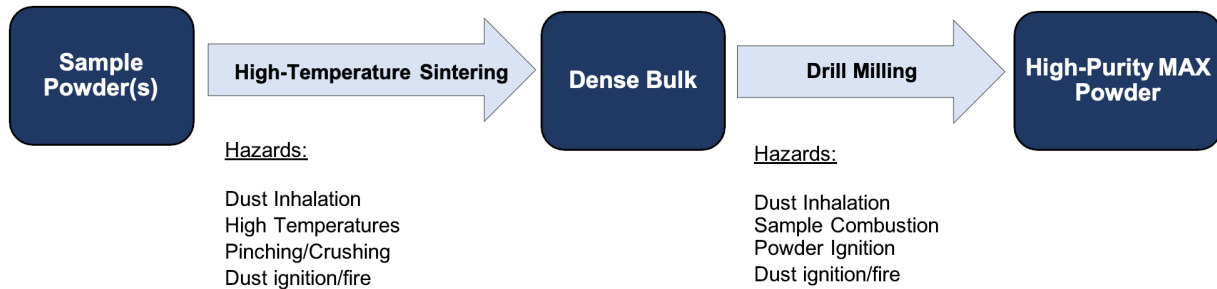 Sample
Powder(s)
High-Temperature Sintering
Dense Bulk
Drill Milling
High-Purity MAX
Powder
Hazards:
Dust Inhalation
High Temperatures
Pinching/Crushing
Dust ignition/fire
Hazards:
Dust Inhalation
Sample Combustion
Powder Ignition
Dust ignition/fire